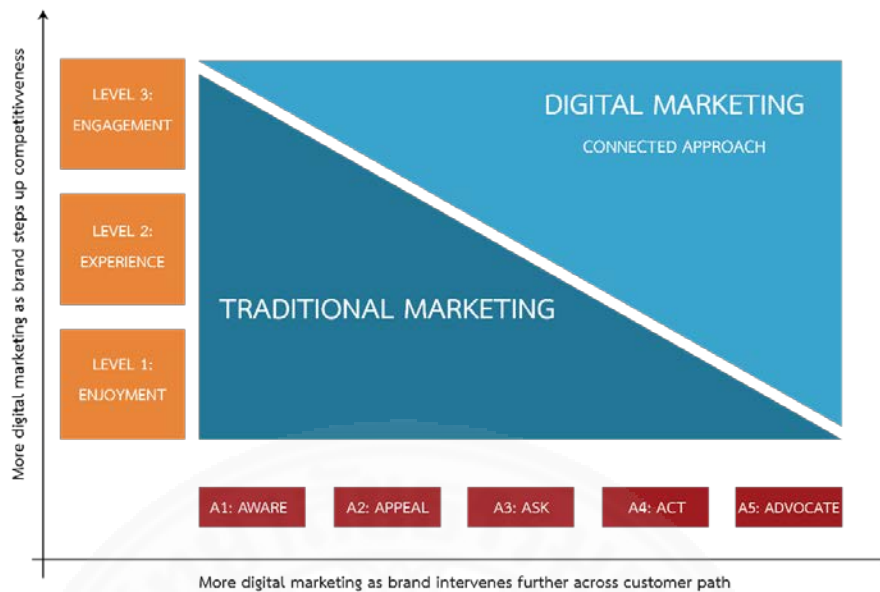 More digital marketing as brand steps up competitivveness
LEVEL 3:
ENGAGEMENT
LEVEL 2:
EXPERIENCE
LEVEL 1:
ENJOYMENT
DIGITAL MARKETING
CONNECTED APPROACH
TRADITIONAL MARKETING
A1: AWARE
A2: APPEAL
A3: ASK
A4: ACT
A5: ADVOCATE
More digital marketing as brand intervenes further across customer path